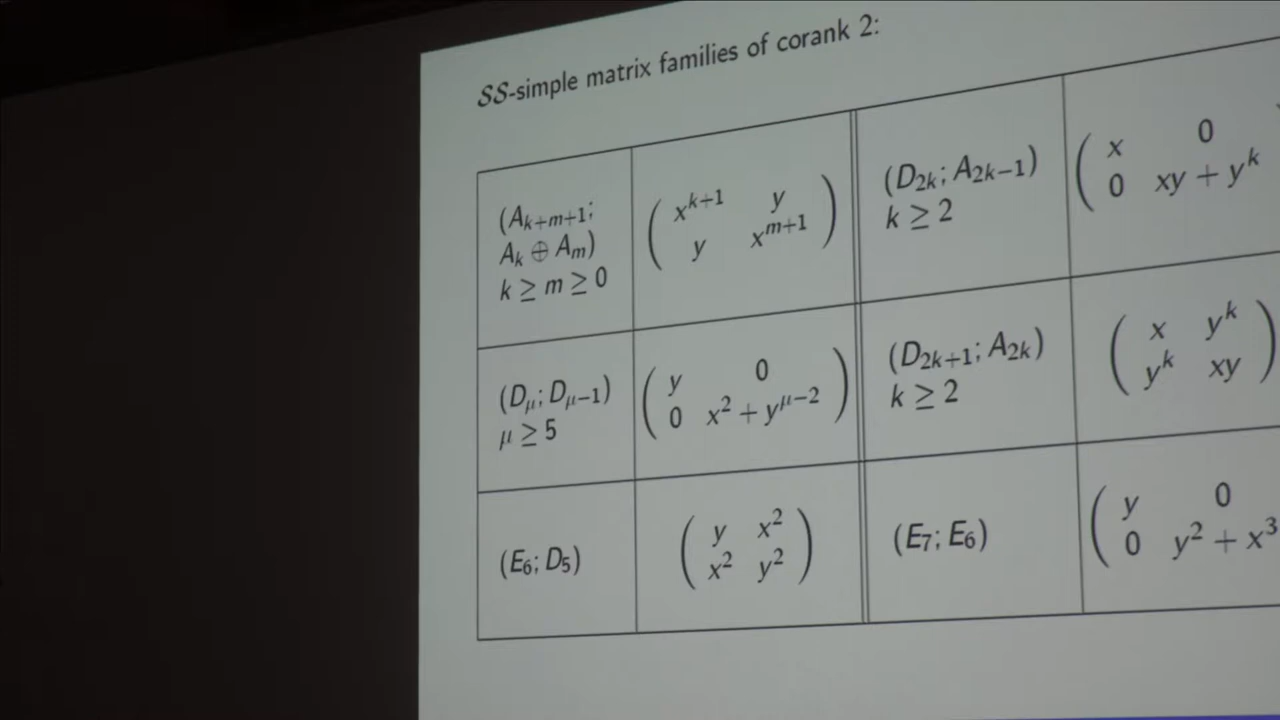 SS-simple matrix families of corank 2:
(A_{k+m+1};
A_k ⊕ A_m)
k ≥ m ≥ 0
( x^{k+1} y
y x^{m+1} )
(D_{2k}; A_{2k−1})
k ≥ 2
( x 0
0 xy + y^k
(D_μ; D_{μ−1})
μ ≥ 5
( y 0
0 x^2 + y^{μ−2} )
(D_{2k+1}; A_{2k})
k ≥ 2
( x y^k
y^k xy )
(E_6; D_5)
( y x^2
x^2 y^2 )
(E_7; E_6)
( y 0
0 y^2 + x^3